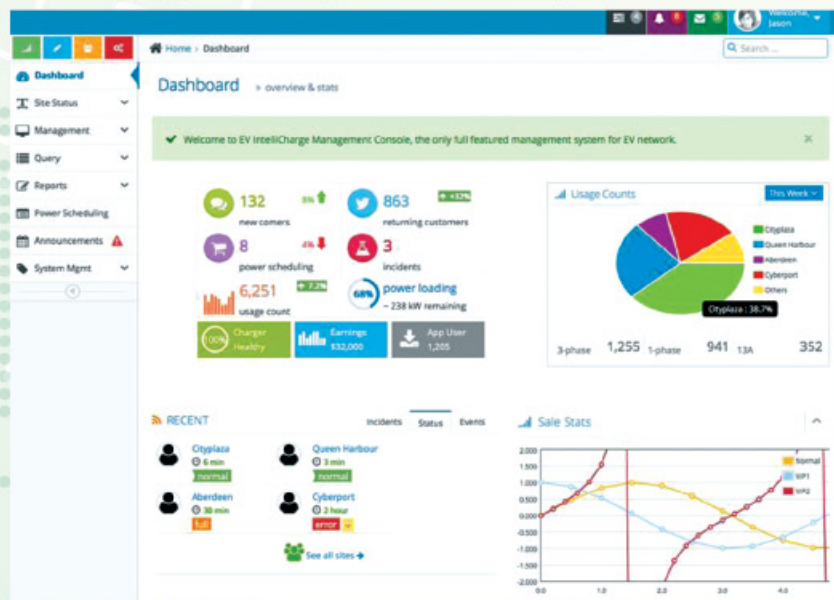 Welcome,
Jason
Home › Dashboard
Search ...
Dashboard
Site Status
Management
Query
Reports
Power Scheduling
Announcements
System Mgmt
Dashboard » overview & stats
Welcome to EV IntelliCharge Management Console, the only full featured management system for EV network.
132 8%
new comers
863 +32%
returning customers
8 4%
power scheduling
3
incidents
6,251 7.2%
usage count
68% power loading
~ 238 kW remaining
100% Charger
Healthy
Earnings
$32,000
App User
1,205
Usage Counts This Week
Cityplaza
Queen Harbour
Aberdeen
Cyberport
Others
Cityplaza : 38.7%
3-phase 1,255 1-phase 941 13A 352
RECENT Incidents Status Events
Cityplaza
6 min
normal
Queen Harbour
3 min
normal
Aberdeen
30 min
full
Cyberport
2 hour
error
See all sites
Sale Stats
2.000
1.500
1.000
0.500
0.000
-0.500
-1.000
-1.500
-2.000
0.0 1.0 2.0 3.0 4.0
Normal
VIP1
VIP2